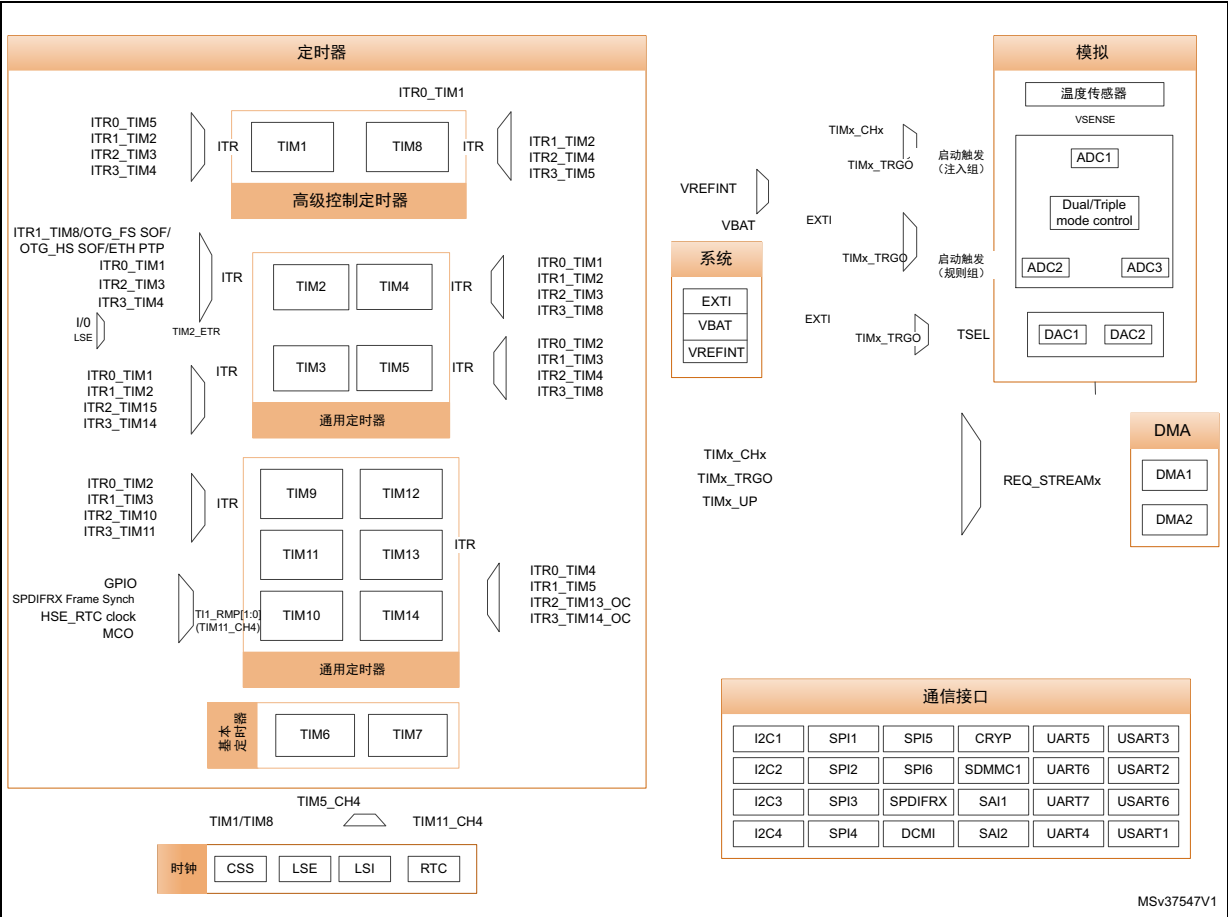 定时器
ITR0_TIM1
ITR0_TIM5
ITR1_TIM2
ITR2_TIM3
ITR3_TIM4
ITR
TIM1
TIM8
ITR
ITR1_TIM2
ITR2_TIM4
ITR3_TIM5
高级控制定时器
ITR1_TIM8/OTG_FS SOF/
OTG_HS SOF/ETH PTP
ITR0_TIM1
ITR2_TIM3
ITR3_TIM4
I/0
LSE
TIM2_ETR
ITR
TIM2
TIM4
ITR
ITR0_TIM1
ITR1_TIM2
ITR2_TIM3
ITR3_TIM8
ITR0_TIM1
ITR1_TIM2
ITR2_TIM15
ITR3_TIM14
ITR
TIM3
TIM5
ITR
ITR0_TIM2
ITR1_TIM3
ITR2_TIM4
ITR3_TIM8
通用定时器
ITR0_TIM2
ITR1_TIM3
ITR2_TIM10
ITR3_TIM11
ITR
TIM9
TIM12
TIM11
TIM13
ITR
GPIO
SPDIFRX Frame Synch
HSE_RTC clock
MCO
TI1_RMP[1:0]
(TIM11_CH4)
TIM10
TIM14
ITR0_TIM4
ITR1_TIM5
ITR2_TIM13_OC
ITR3_TIM14_OC
通用定时器
基本
定时器
TIM6
TIM7
TIM5_CH4
TIM1/TIM8
TIM11_CH4
时钟
CSS
LSE
LSI
RTC
模拟
温度传感器
VSENSE
TIMx_CHx
TIMx_TRGO
启动触发
（注入组）
ADC1
VREFINT
VBAT
EXTI
Dual/Triple
mode control
TIMx_TRGO
启动触发
（规则组）
ADC2
ADC3
系统
EXTI
VBAT
VREFINT
EXTI
TIMx_TRGO
TSEL
DAC1
DAC2
TIMx_CHx
TIMx_TRGO
TIMx_UP
REQ_STREAMx
DMA
DMA1
DMA2
通信接口
I2C1
SPI1
SPI5
CRYP
UART5
USART3
I2C2
SPI2
SPI6
SDMMC1
UART6
USART2
I2C3
SPI3
SPDIFRX
SAI1
UART7
USART6
I2C4
SPI4
DCMI
SAI2
UART4
USART1
MSv37547V1